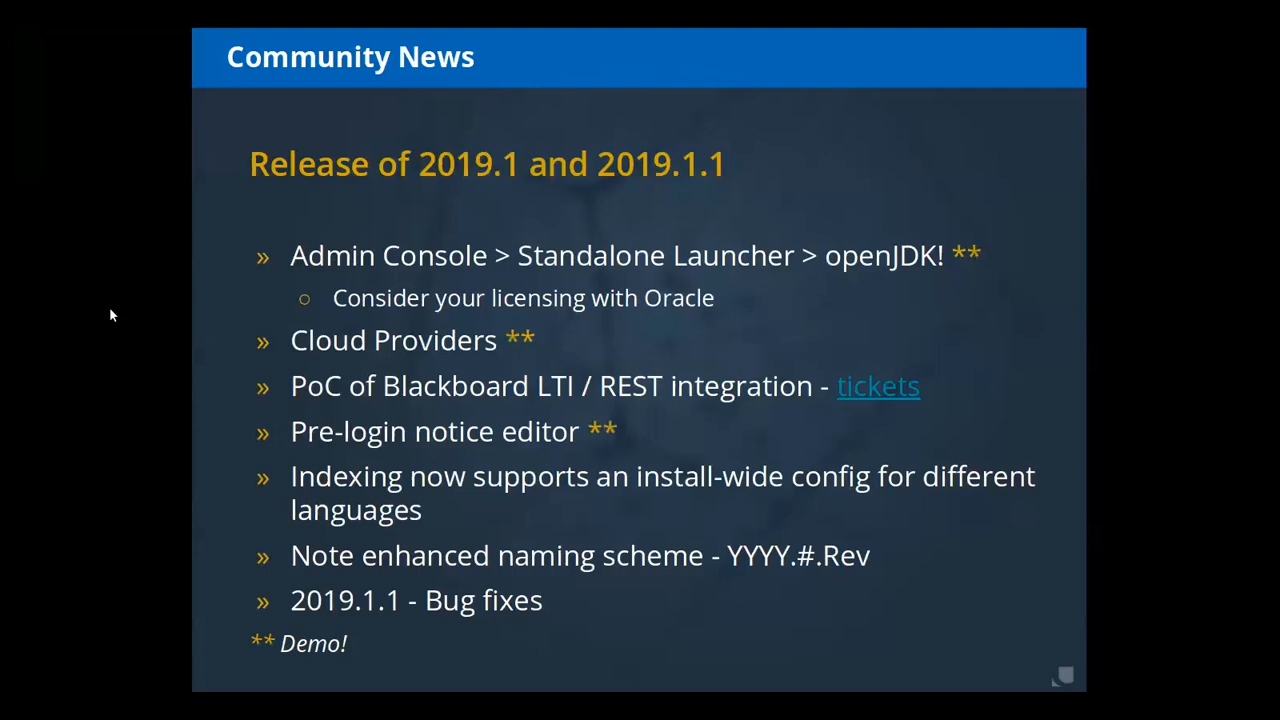 Community News
Release of 2019.1 and 2019.1.1
» Admin Console > Standalone Launcher > openJDK! **
○ Consider your licensing with Oracle
» Cloud Providers **
» PoC of Blackboard LTI / REST integration - tickets
» Pre-login notice editor **
» Indexing now supports an install-wide config for different
languages
» Note enhanced naming scheme - YYYY.#.Rev
» 2019.1.1 - Bug fixes
** Demo!